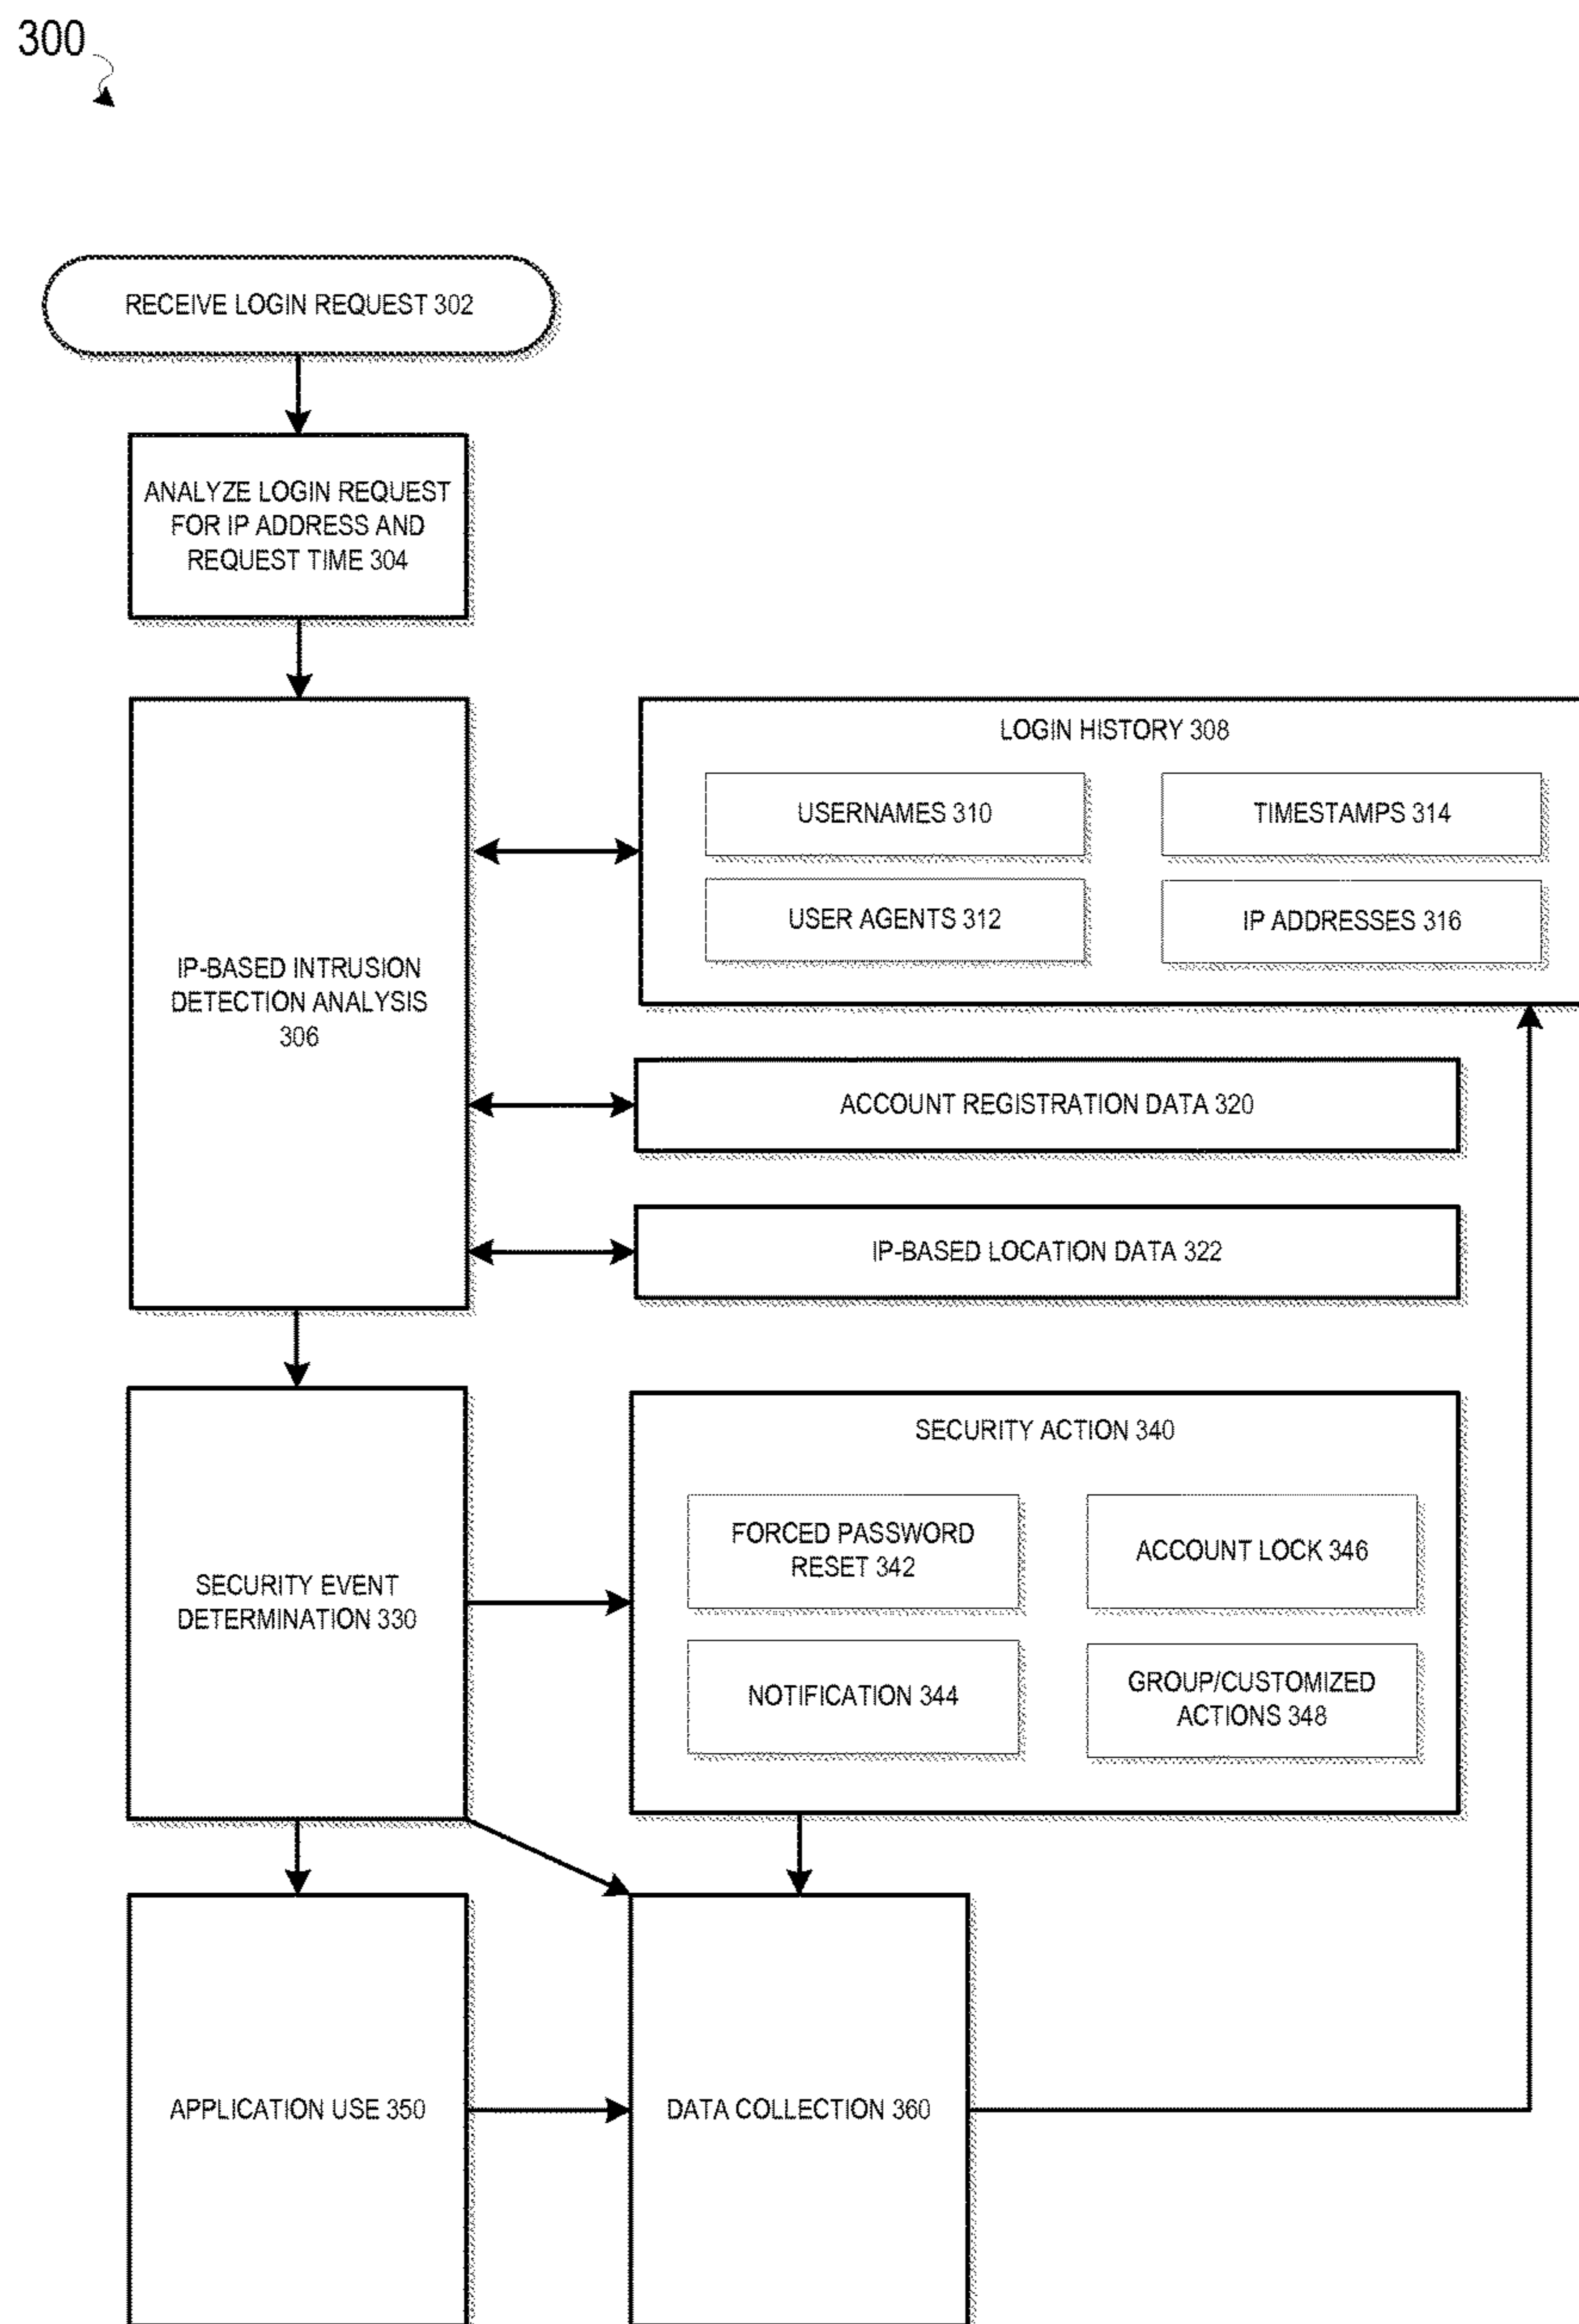 300
RECEIVE LOGIN REQUEST 302
ANALYZE LOGIN REQUEST
FOR IP ADDRESS AND
REQUEST TIME 304
IP-BASED INTRUSION
DETECTION ANALYSIS
306
LOGIN HISTORY 308
USERNAMES 310
TIMESTAMPS 314
USER AGENTS 312
IP ADDRESSES 316
ACCOUNT REGISTRATION DATA 320
IP-BASED LOCATION DATA 322
SECURITY EVENT
DETERMINATION 330
SECURITY ACTION 340
FORCED PASSWORD
RESET 342
ACCOUNT LOCK 346
NOTIFICATION 344
GROUP/CUSTOMIZED
ACTIONS 348
APPLICATION USE 350
DATA COLLECTION 360